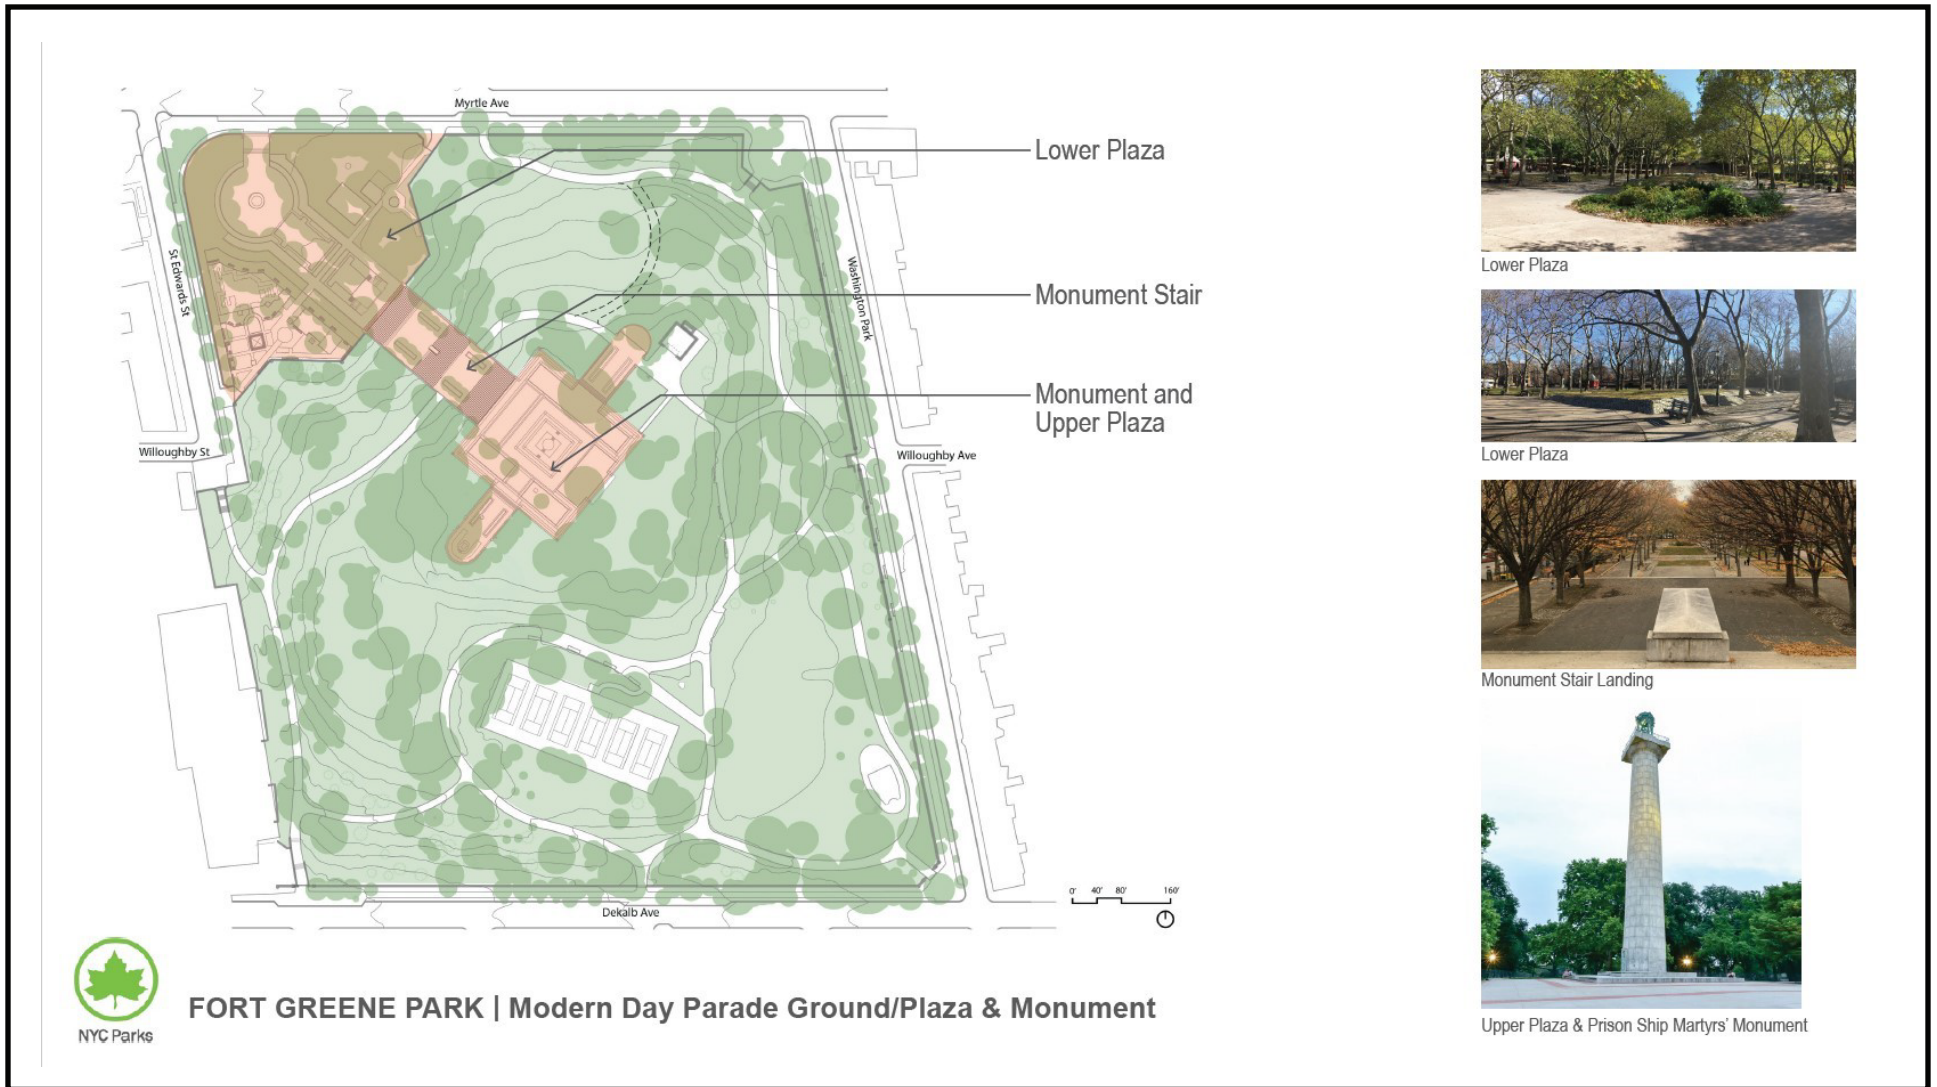 Myrtle Ave
St Edwards St
Washington Park
Willoughby St
Willoughby Ave
Dekalb Ave
Lower Plaza
Monument Stair
Monument and
Upper Plaza
0' 40' 80' 160'
Lower Plaza
Lower Plaza
Monument Stair Landing
Upper Plaza & Prison Ship Martyrs' Monument
NYC Parks
FORT GREENE PARK | Modern Day Parade Ground/Plaza & Monument